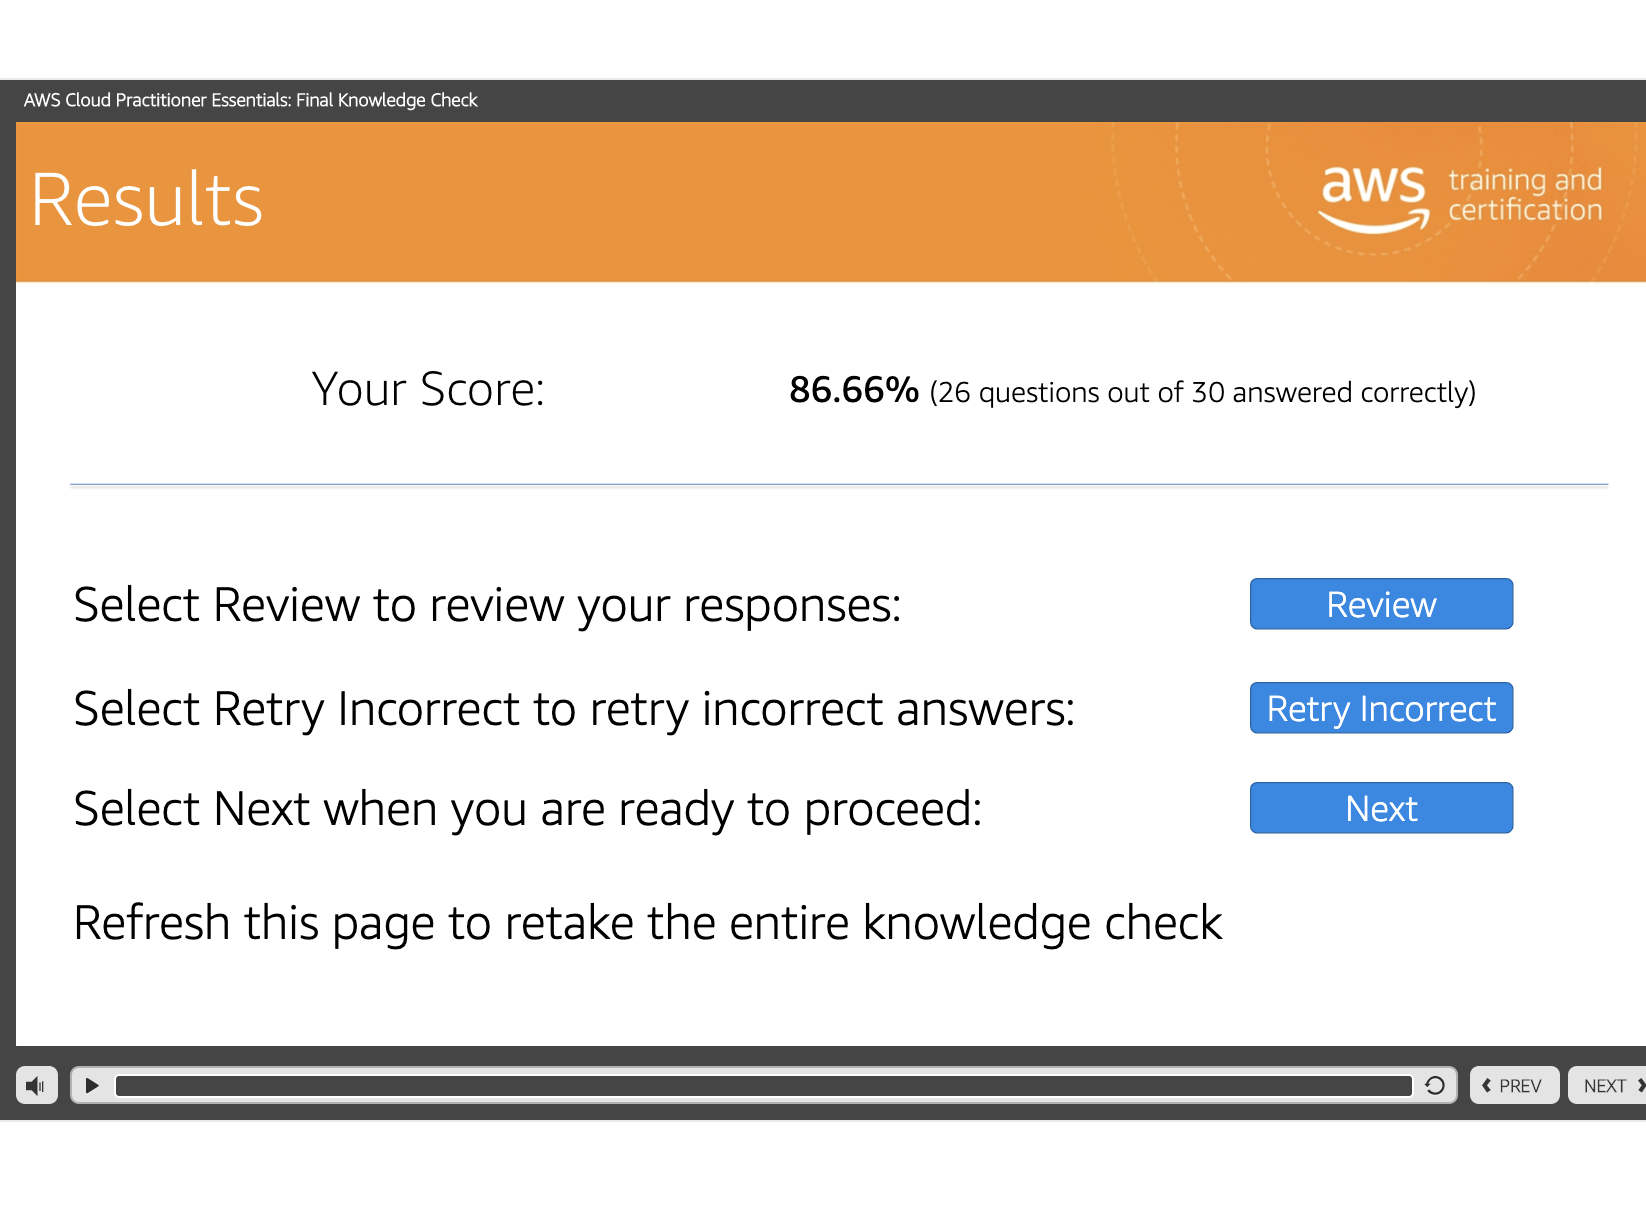 AWS Cloud Practitioner Essentials: Final Knowledge Check
Results
aws training and
certification
Your Score:
86.66% (26 questions out of 30 answered correctly)
Select Review to review your responses:
Review
Select Retry Incorrect to retry incorrect answers:
Retry Incorrect
Select Next when you are ready to proceed:
Next
Refresh this page to retake the entire knowledge check
PREV
NEXT